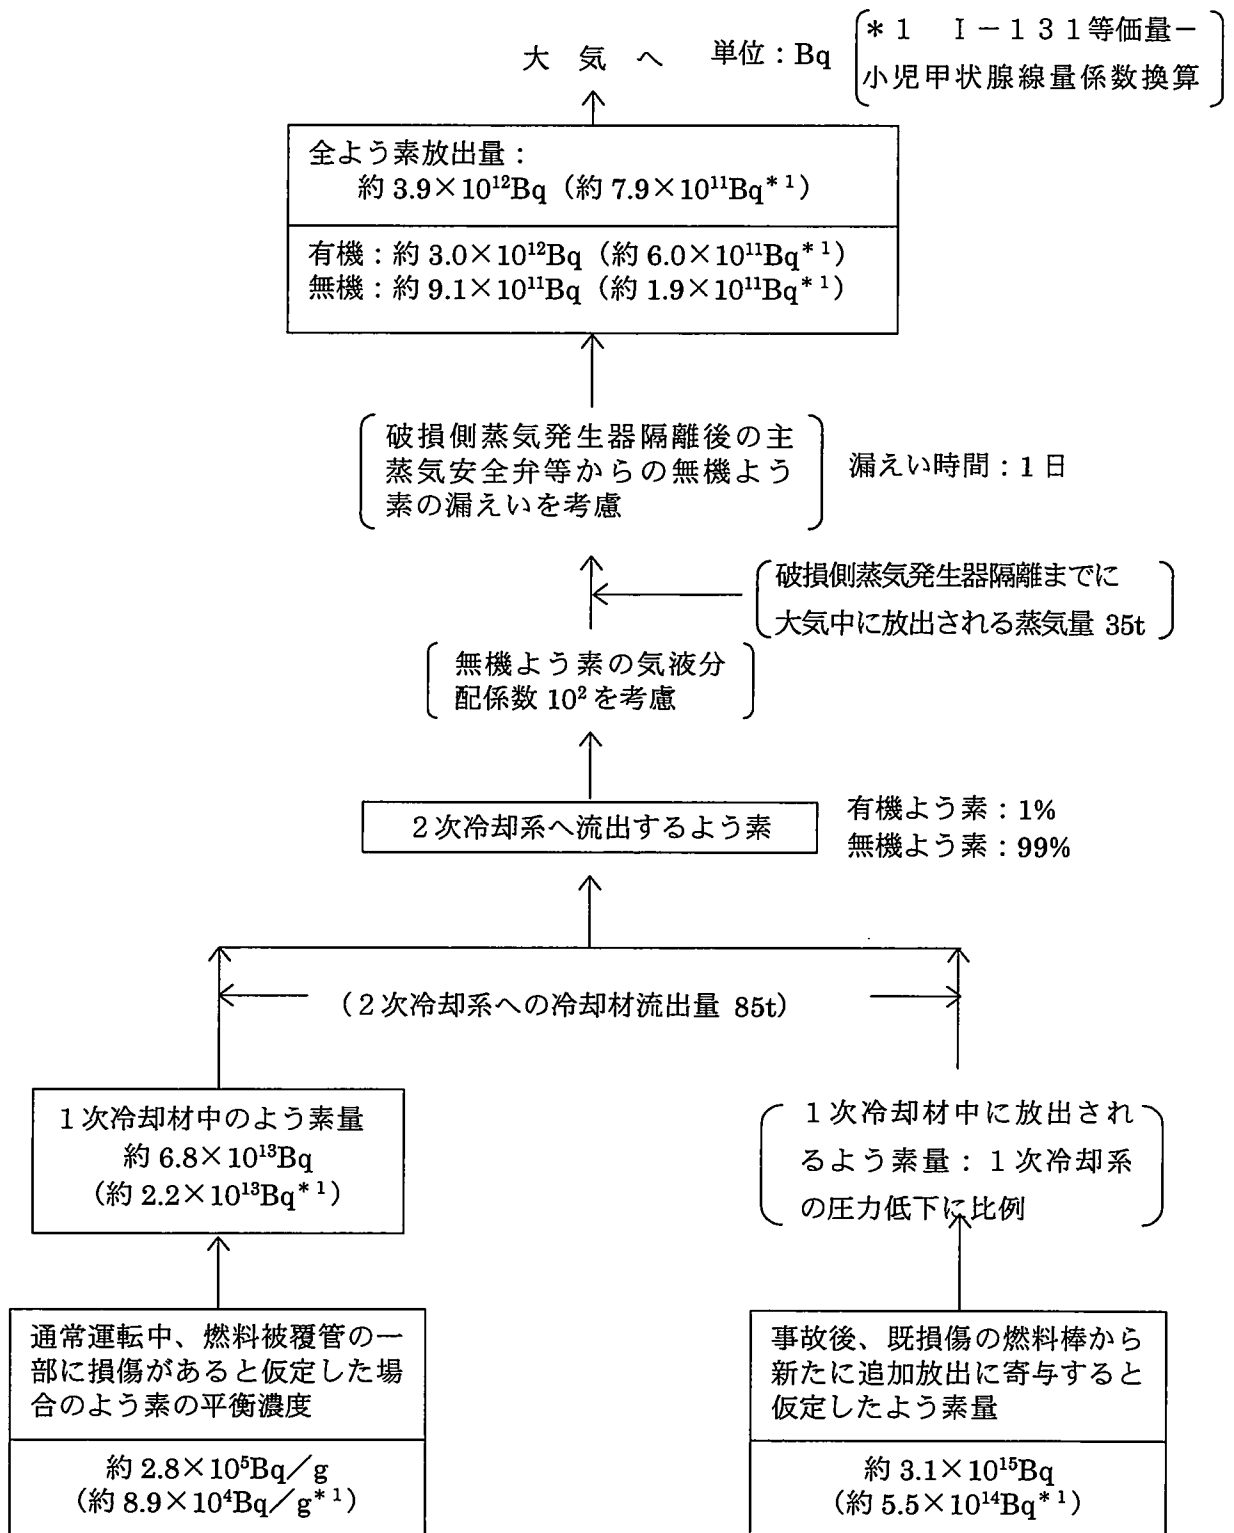 大気へ 単位：Bq
＊１ Ｉ－１３１等価量－
小児甲状腺線量係数換算
全よう素放出量：
約 3.9×10¹²Bq（約 7.9×10¹¹Bq*¹）
有機：約 3.0×10¹²Bq（約 6.0×10¹¹Bq*¹）
無機：約 9.1×10¹¹Bq（約 1.9×10¹¹Bq*¹）
破損側蒸気発生器隔離後の主
蒸気安全弁等からの無機よう
素の漏えいを考慮
漏えい時間：1 日
破損側蒸気発生器隔離までに
大気中に放出される蒸気量 35t
無機よう素の気液分
配係数 10² を考慮
２次冷却系へ流出するよう素
有機よう素：1%
無機よう素：99%
（２次冷却系への冷却材流出量 85t）
１次冷却材中のよう素量
約 6.8×10¹³Bq
（約 2.2×10¹³Bq*¹）
１次冷却材中に放出され
るよう素量：１次冷却系
の圧力低下に比例
通常運転中、燃料被覆管の一
部に損傷があると仮定した場
合のよう素の平衡濃度
約 2.8×10⁵Bq／g
（約 8.9×10⁴Bq／g*¹）
事故後、既損傷の燃料棒から
新たに追加放出に寄与すると
仮定したよう素量
約 3.1×10¹⁵Bq
（約 5.5×10¹⁴Bq*¹）